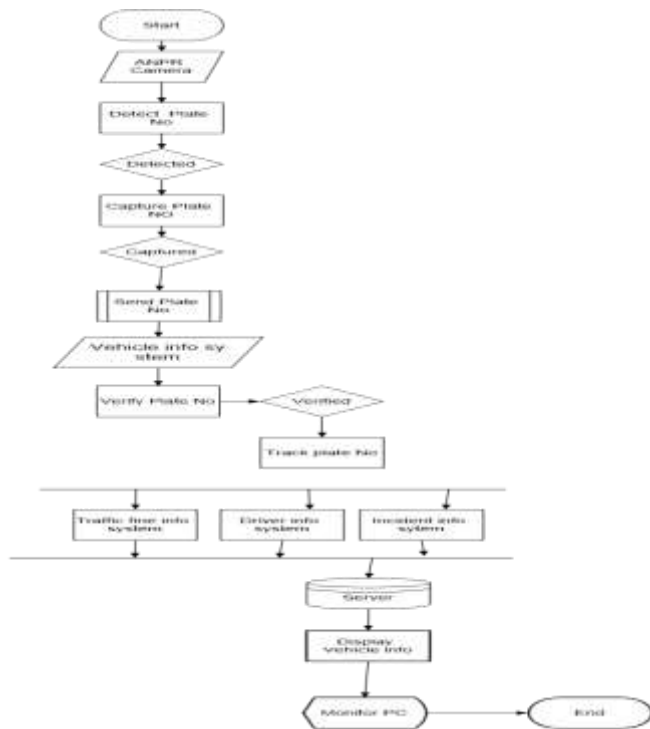 Start
ANPR
Camera
Detect Plate
No
Detected
Capture Plate
NO
Captured
Send Plate
No
Vehicle info sy
stem
Verify Plate No
Verified
Track plate No
Traffic fine info
system
Driver info
system
Incident info
sytem
Server
Display
Vehicle info
Monitor PC
End